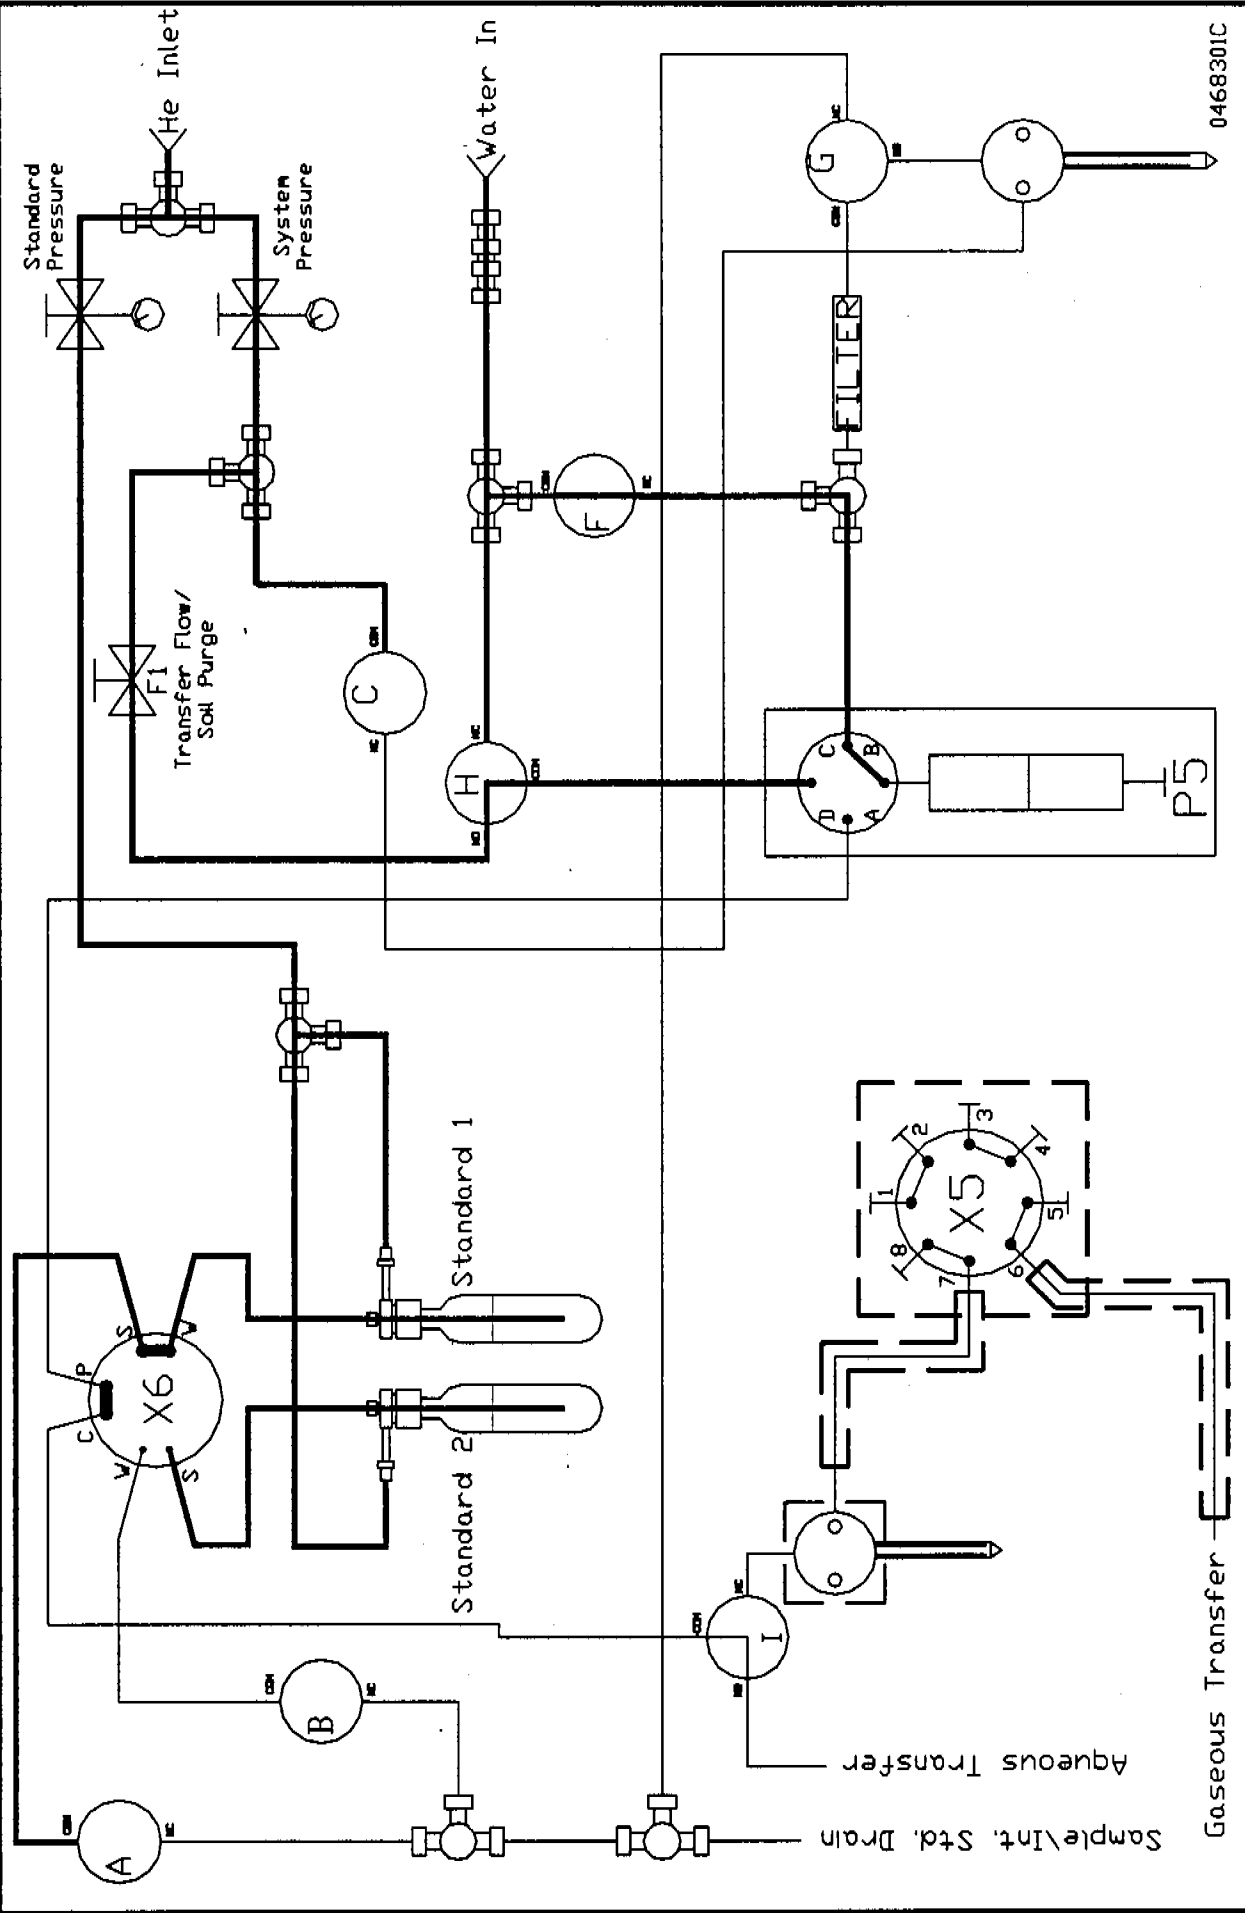 He Inlet
Standard
Pressure
System
Pressure
Water In
0468301C
NC
G
COM
NO
FILTER
COM
F
NC
F1
Transfer Flow/
Soil Purge
COM
C
NC
NC
H
COM
NO
C
B
D
A
P5
Standard 1
Standard 2
S
W
P
X6
C
W
S
1
2
3
4
5
6
7
8
X5
COM
B
NC
COM
A
NC
COM
NC
I
NO
Aqueous Transfer
Sample/Int. Std. Drain
Gaseous Transfer